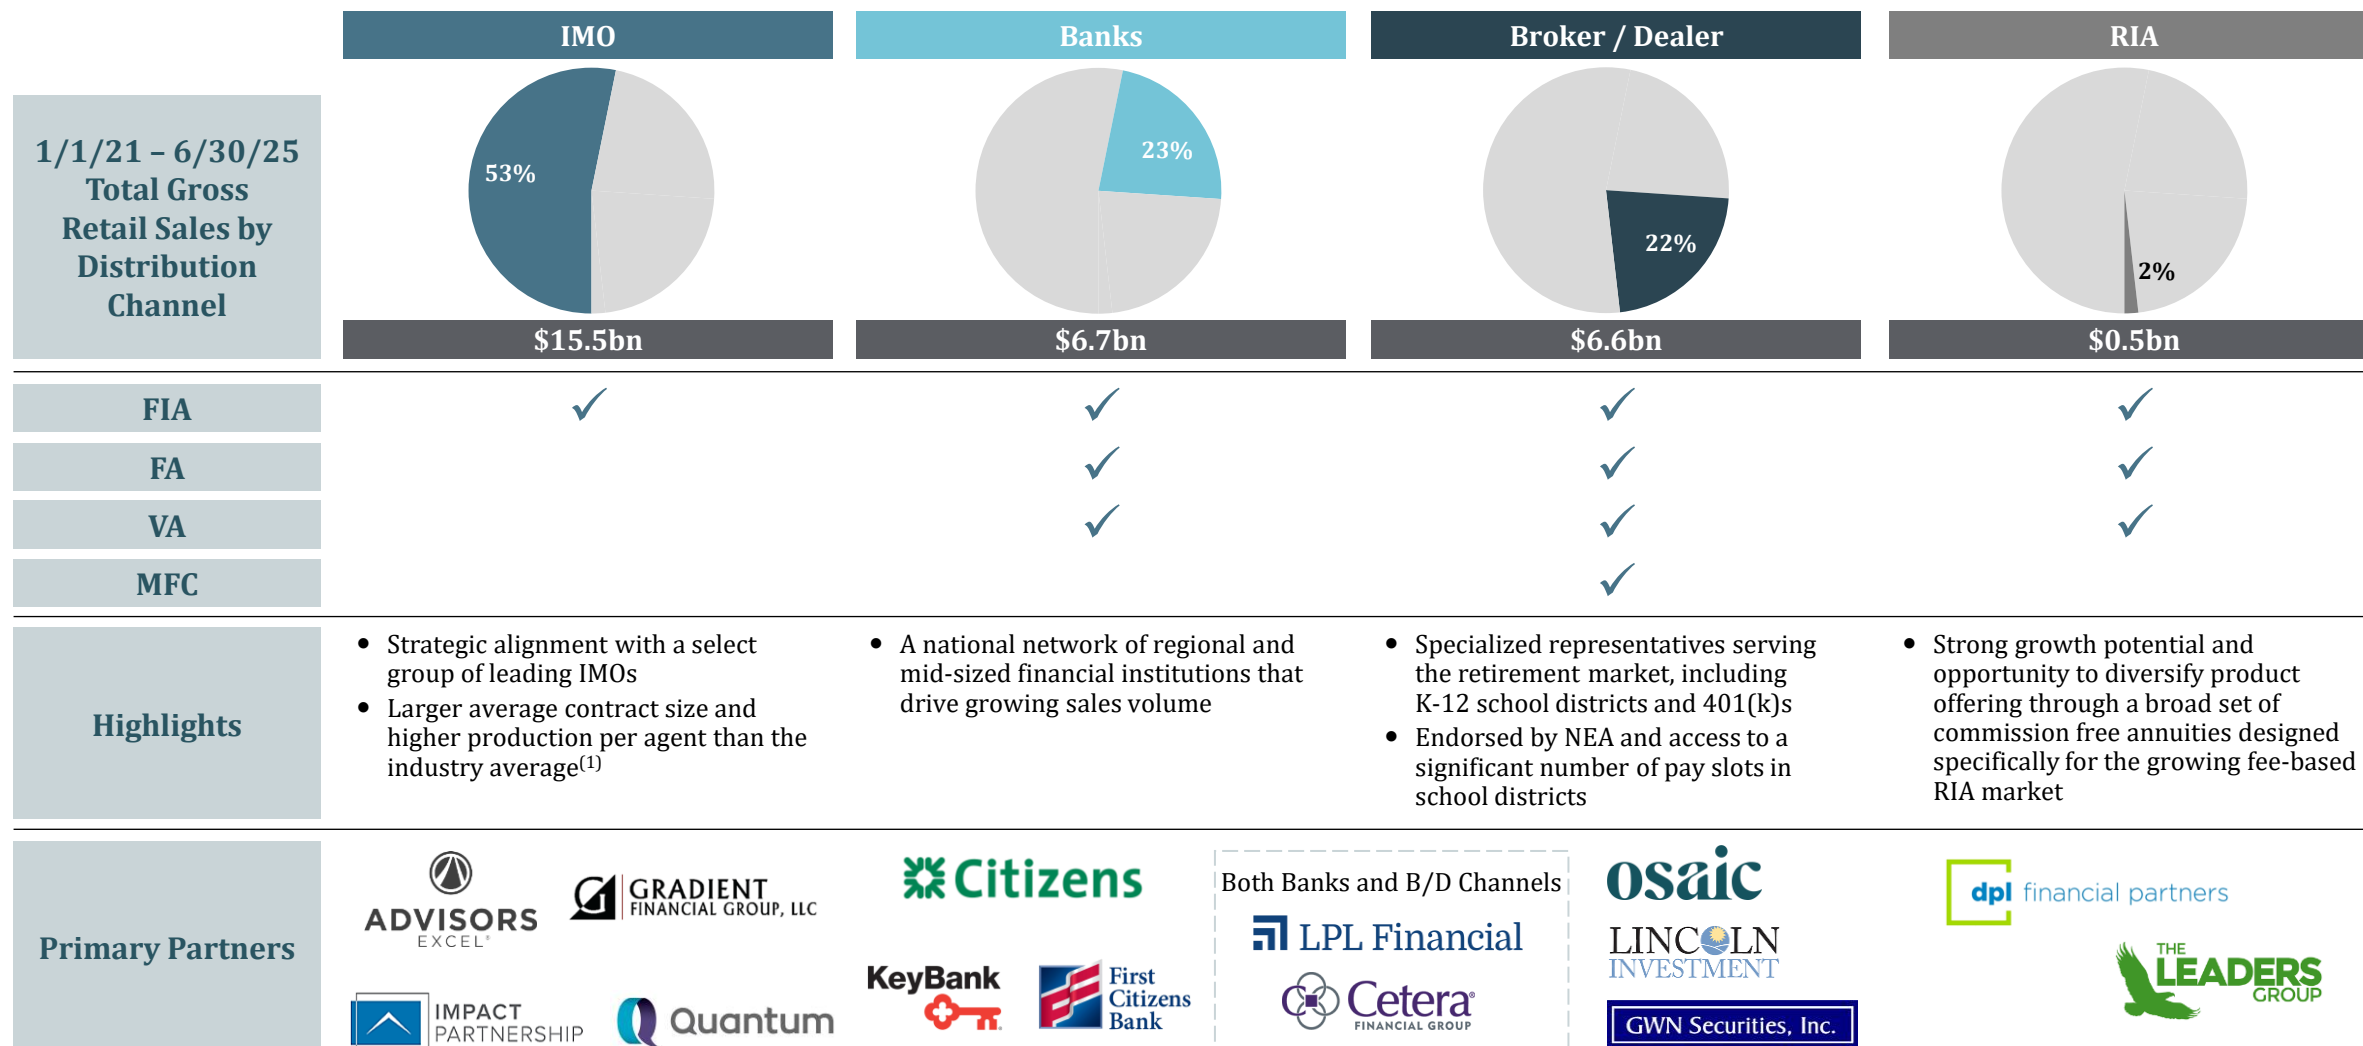 IMO
Banks
Broker / Dealer
RIA
1/1/21 – 6/30/25
Total Gross
Retail Sales by
Distribution
Channel
53%
23%
22%
2%
$15.5bn
$6.7bn
$6.6bn
$0.5bn
FIA
FA
VA
MFC
Highlights
• Strategic alignment with a select
group of leading IMOs
• Larger average contract size and
higher production per agent than the
industry average(1)
• A national network of regional and
mid-sized financial institutions that
drive growing sales volume
• Specialized representatives serving
the retirement market, including
K-12 school districts and 401(k)s
• Endorsed by NEA and access to a
significant number of pay slots in
school districts
• Strong growth potential and
opportunity to diversify product
offering through a broad set of
commission free annuities designed
specifically for the growing fee-based
RIA market
Primary Partners
ADVISORS
EXCEL®
GRADIENT
FINANCIAL GROUP, LLC
IMPACT
PARTNERSHIP
Quantum
Citizens
KeyBank
First
Citizens
Bank
Both Banks and B/D Channels
LPL Financial
Cetera®
FINANCIAL GROUP
osaic
LINCOLN
INVESTMENT
GWN Securities, Inc.
dpl financial partners
THE
LEADERS
GROUP